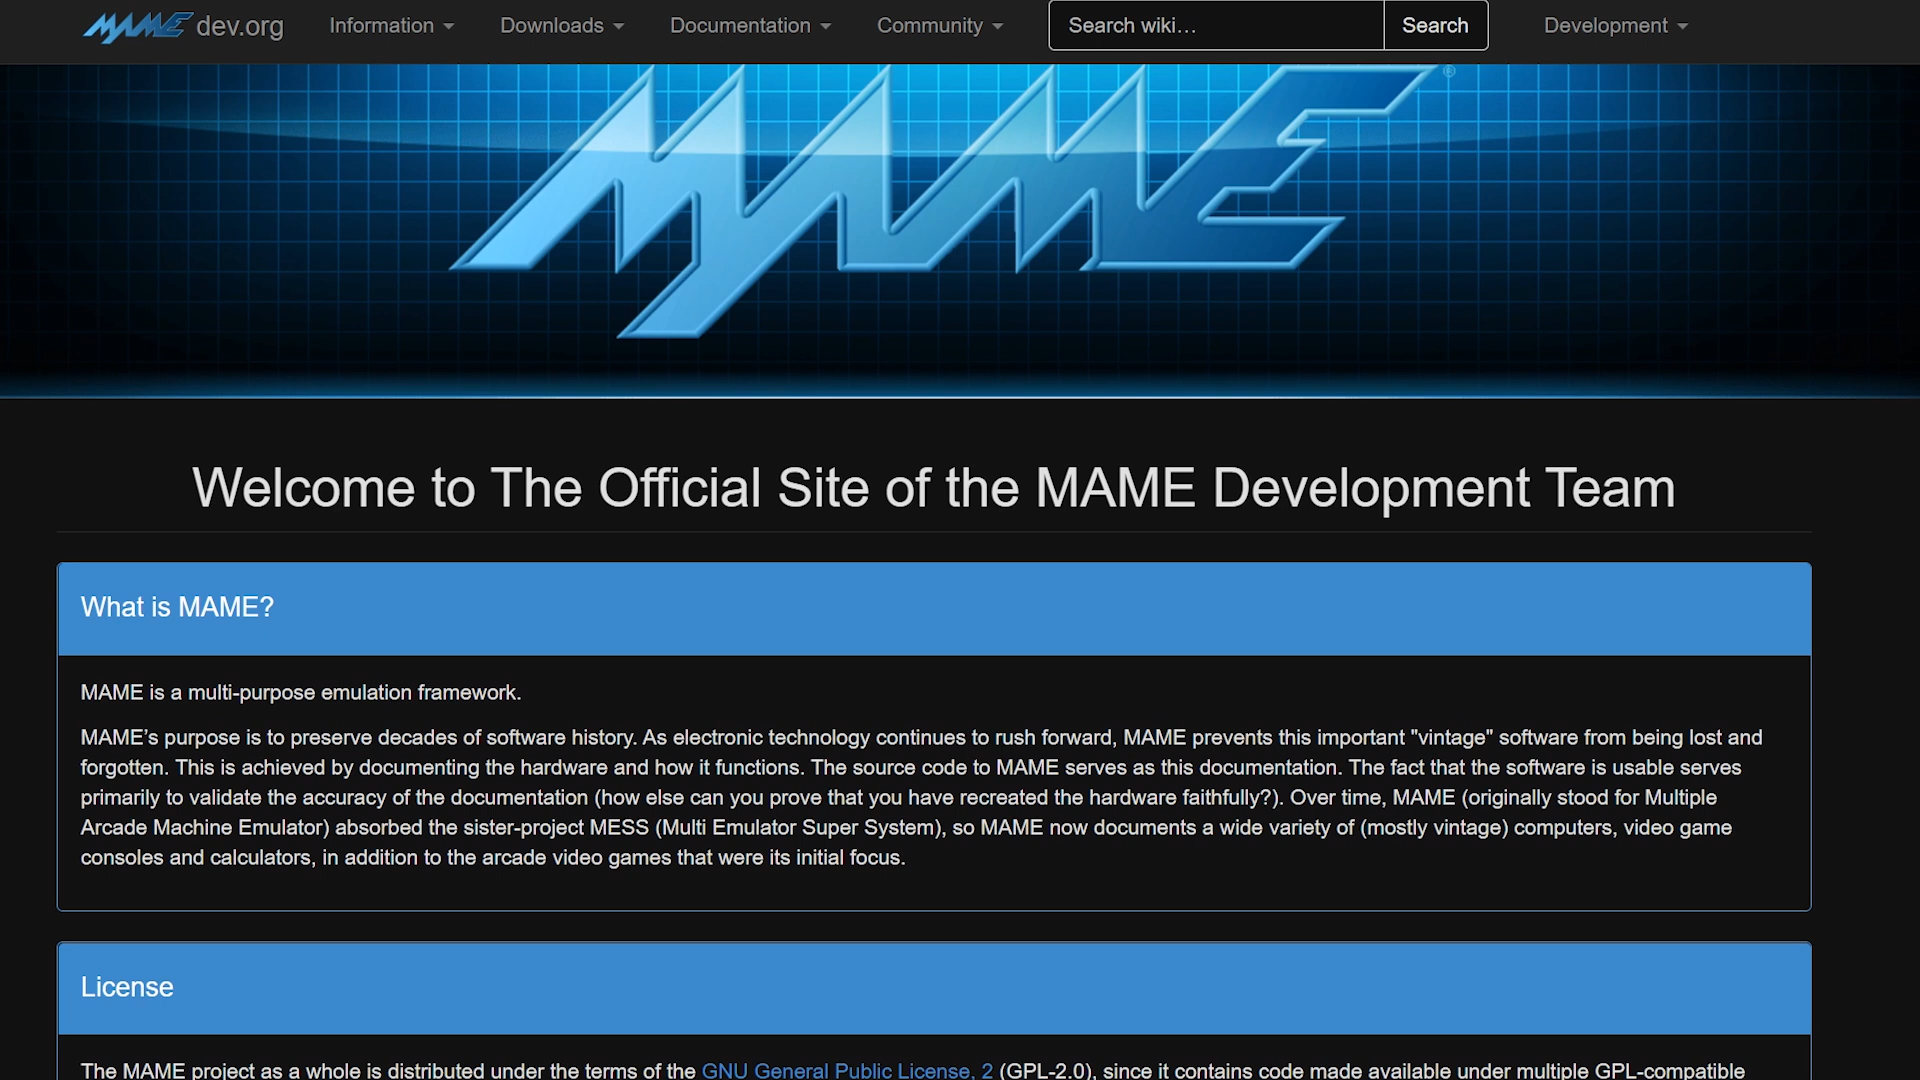 MAME dev.org Information Downloads Documentation Community Search wiki... Search Development
MAME ®
Welcome to The Official Site of the MAME Development Team
What is MAME?
MAME is a multi-purpose emulation framework.
MAME’s purpose is to preserve decades of software history. As electronic technology continues to rush forward, MAME prevents this important "vintage" software from being lost and
forgotten. This is achieved by documenting the hardware and how it functions. The source code to MAME serves as this documentation. The fact that the software is usable serves
primarily to validate the accuracy of the documentation (how else can you prove that you have recreated the hardware faithfully?). Over time, MAME (originally stood for Multiple
Arcade Machine Emulator) absorbed the sister-project MESS (Multi Emulator Super System), so MAME now documents a wide variety of (mostly vintage) computers, video game
consoles and calculators, in addition to the arcade video games that were its initial focus.
License
The MAME project as a whole is distributed under the terms of the GNU General Public License, 2 (GPL-2.0), since it contains code made available under multiple GPL-compatible